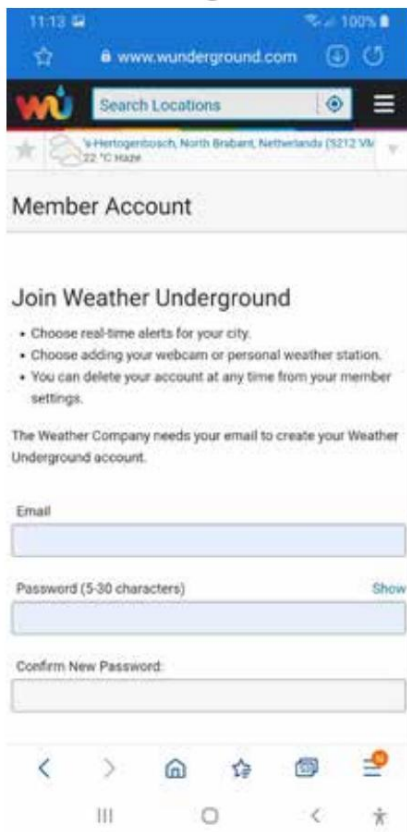 11:13 100%
www.wunderground.com
wu Search Locations
's-Hertogenbosch, North Brabant, Netherlands (5212 VM
22 °C Haze
Member Account
Join Weather Underground
• Choose real-time alerts for your city.
• Choose adding your webcam or personal weather station.
• You can delete your account at any time from your member
settings.
The Weather Company needs your email to create your Weather
Underground account.
Email
Password (5-30 characters) Show
Confirm New Password: